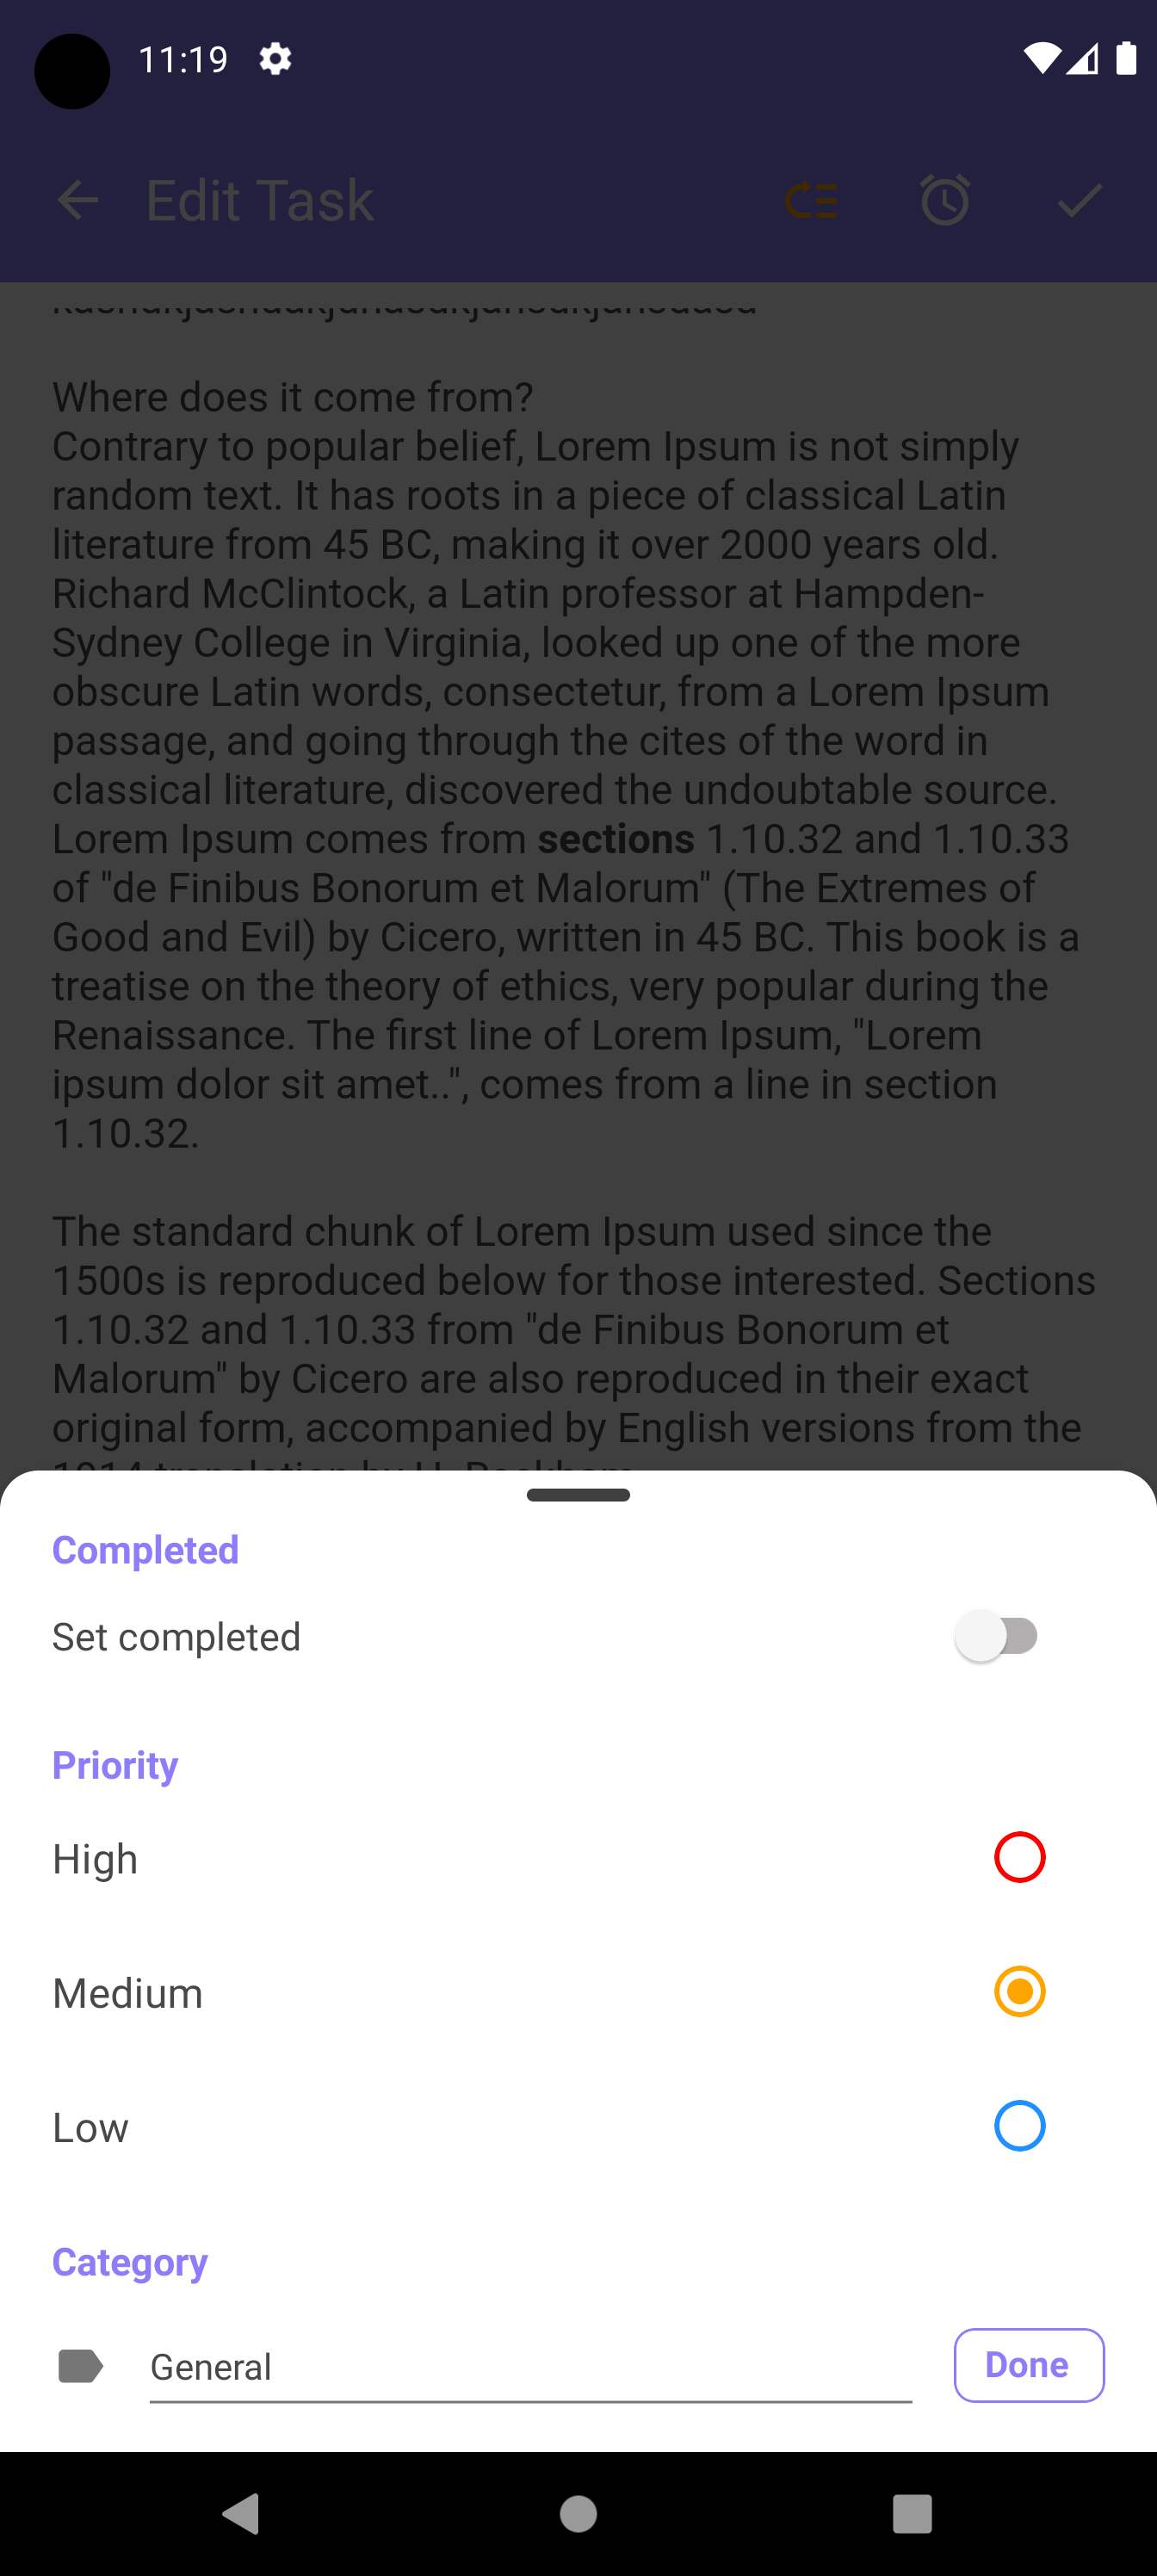 11:19
Edit Task
Where does it come from?
Contrary to popular belief, Lorem Ipsum is not simply
random text. It has roots in a piece of classical Latin
literature from 45 BC, making it over 2000 years old.
Richard McClintock, a Latin professor at Hampden-
Sydney College in Virginia, looked up one of the more
obscure Latin words, consectetur, from a Lorem Ipsum
passage, and going through the cites of the word in
classical literature, discovered the undoubtable source.
Lorem Ipsum comes from sections 1.10.32 and 1.10.33
of "de Finibus Bonorum et Malorum" (The Extremes of
Good and Evil) by Cicero, written in 45 BC. This book is a
treatise on the theory of ethics, very popular during the
Renaissance. The first line of Lorem Ipsum, "Lorem
ipsum dolor sit amet..", comes from a line in section
1.10.32.
The standard chunk of Lorem Ipsum used since the
1500s is reproduced below for those interested. Sections
1.10.32 and 1.10.33 from "de Finibus Bonorum et
Malorum" by Cicero are also reproduced in their exact
original form, accompanied by English versions from the
1914 translation by H. Rackham.
Completed
Set completed
Priority
High
Medium
Low
Category
General
Done